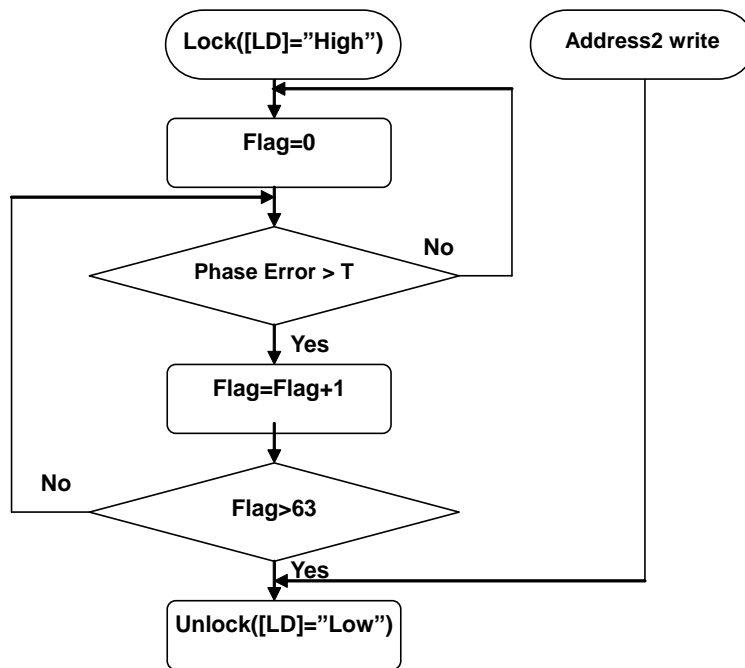 Lock([LD]=”High”)
Address2 write
Flag=0
No
Phase Error > T
Yes
Flag=Flag+1
No
Flag>63
Yes
Unlock([LD]=”Low”)